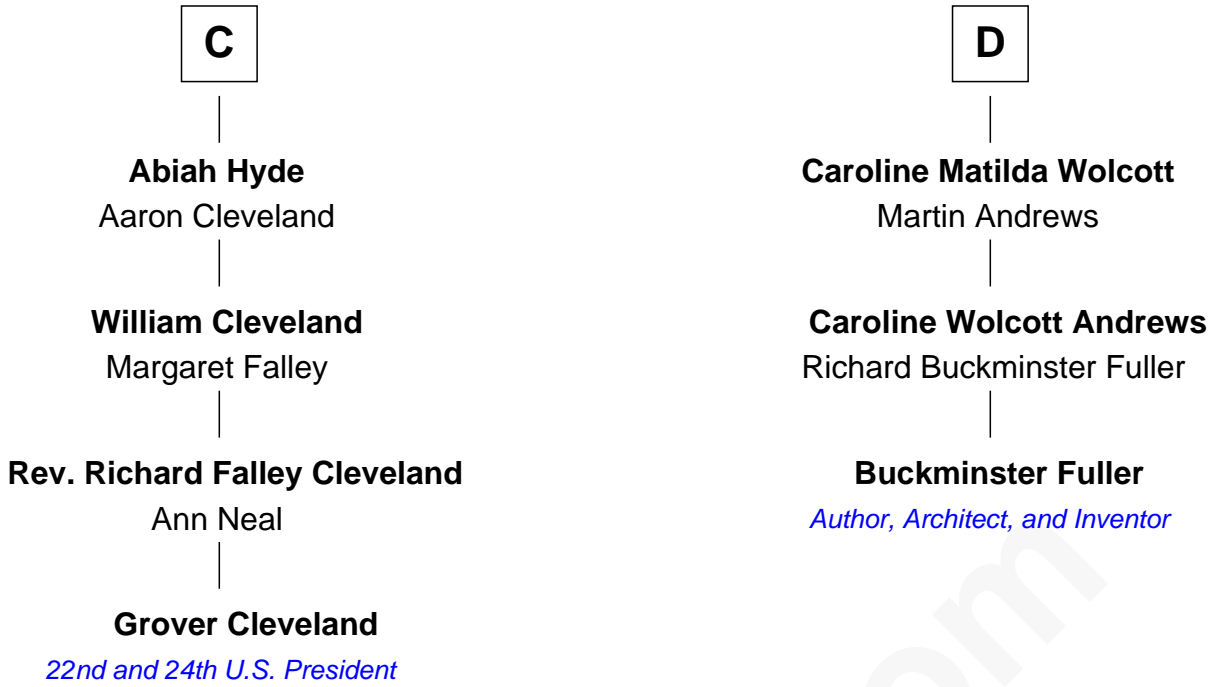 C
Abiah Hyde
Aaron Cleveland
William Cleveland
Margaret Falley
Rev. Richard Falley Cleveland
Ann Neal
Grover Cleveland
22nd and 24th U.S. President
D
Caroline Matilda Wolcott
Martin Andrews
Caroline Wolcott Andrews
Richard Buckminster Fuller
Buckminster Fuller
Author, Architect, and Inventor
om